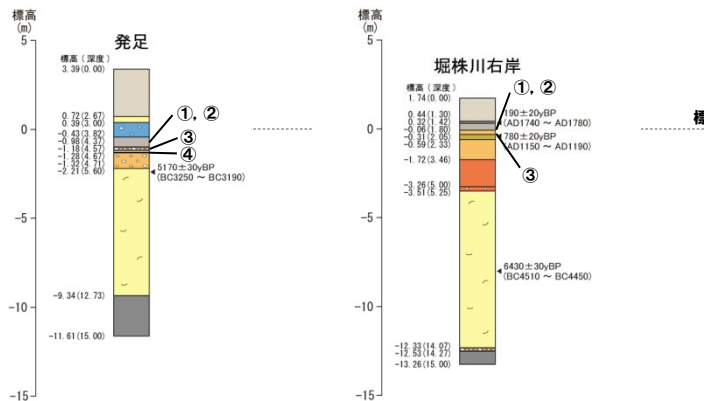 標高
(m)
5
0
-5
-10
-15
発足
標高(深度)
3.39(0.00)
0.72(2.67)
0.39(3.00)
-0.43(3.82)
-0.98(4.37)
-1.18(4.57)
-1.28(4.67)
-1.32(4.71)
-2.21(5.60)
-9.34(12.73)
-11.61(15.00)
①, ②
③
④
5170±30yBP
(BC3250 ～ BC3190)
標高
(m)
5
0
-5
-10
-15
堀株川右岸
標高(深度)
1.74(0.00)
0.44(1.30)
0.32(1.42)
-0.06(1.80)
-0.31(2.05)
-0.59(2.33)
-1.72(3.46)
-3.26(5.00)
-3.51(5.25)
-12.33(14.07)
-12.53(14.27)
-13.26(15.00)
①, ②
190±20yBP
(AD1740 ～ AD1780)
780±20yBP
(AD1150 ～ AD1190)
③
6430±30yBP
(BC4510 ～ BC4450)